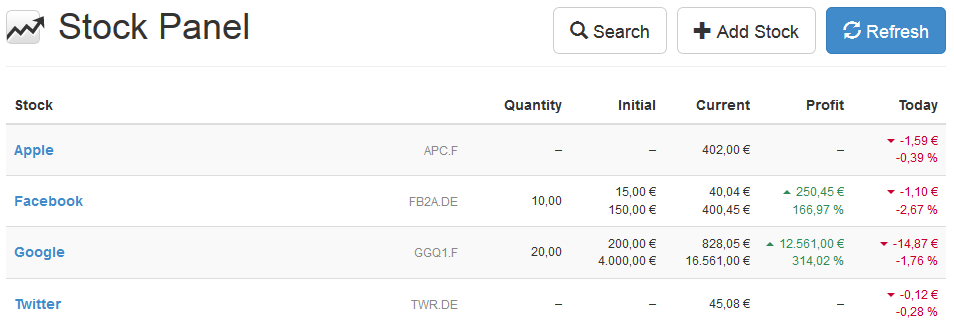 Stock Panel Search Add Stock Refresh
Stock Quantity Initial Current Profit Today
-1,59 €
Apple APC.F – – 402,00 € –
-0,39 %
15,00 € 40,04 € 250,45 € -1,10 €
Facebook FB2A.DE 10,00
150,00 € 400,45 € 166,97 % -2,67 %
200,00 € 828,05 € 12.561,00 € -14,87 €
Google GGQ1.F 20,00
4.000,00 € 16.561,00 € 314,02 % -1,76 %
-0,12 €
Twitter TWR.DE – – 45,08 € –
-0,28 %